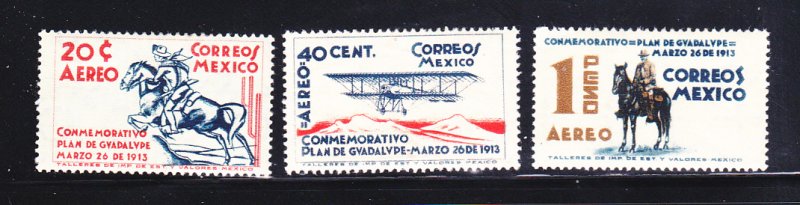 20¢
AEREO
CORREOS
MEXICO
CONMEMORATIVO
PLAN DE GVADALVPE
MARZO 26 DE 1913
TALLERES DE IMP. DE EST. Y VALORES-MEXICO
=AEREO=
40 CENT.
CORREOS
MEXICO
CONMEMORATIVO
PLAN DE GVADALVPE-MARZO 26 DE 1913
TALLERES DE IMP. DE EST. Y VALORES-MEXICO
CONMEMORATIVO=PLAN DE GVADALVPE=
MARZO 26 DE 1913
1
PESO
AEREO
CORREOS
MEXICO
TALLERES DE IMP. DE EST. Y VALORES-MEXICO